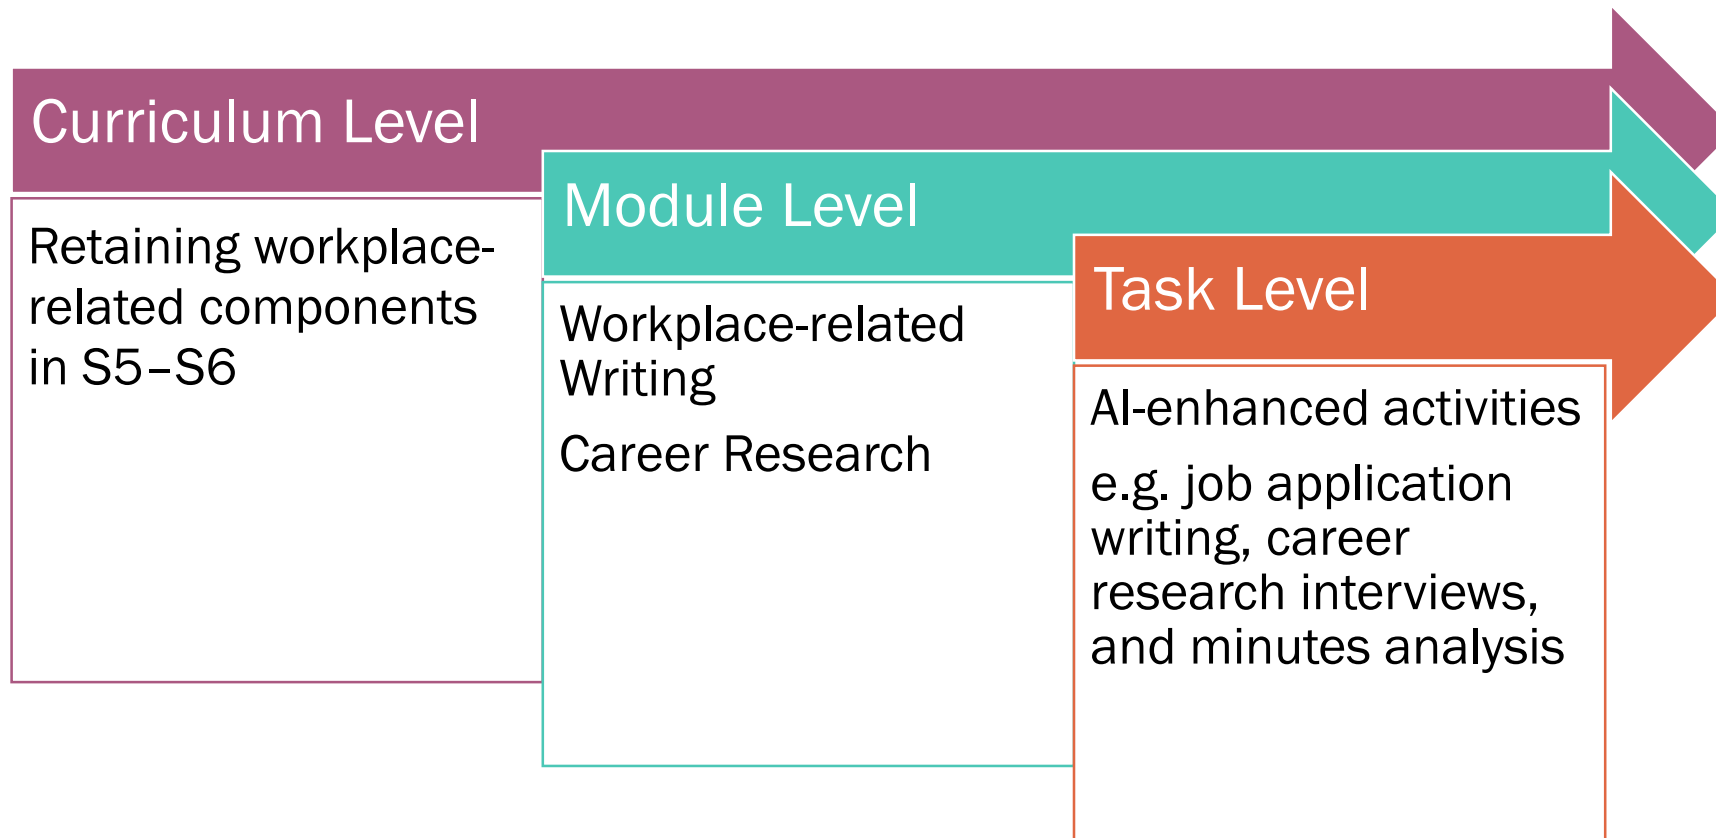 Curriculum Level
Retaining workplace-
related components
in S5–S6
Module Level
Workplace-related
Writing
Career Research
Task Level
AI-enhanced activities
e.g. job application
writing, career
research interviews,
and minutes analysis